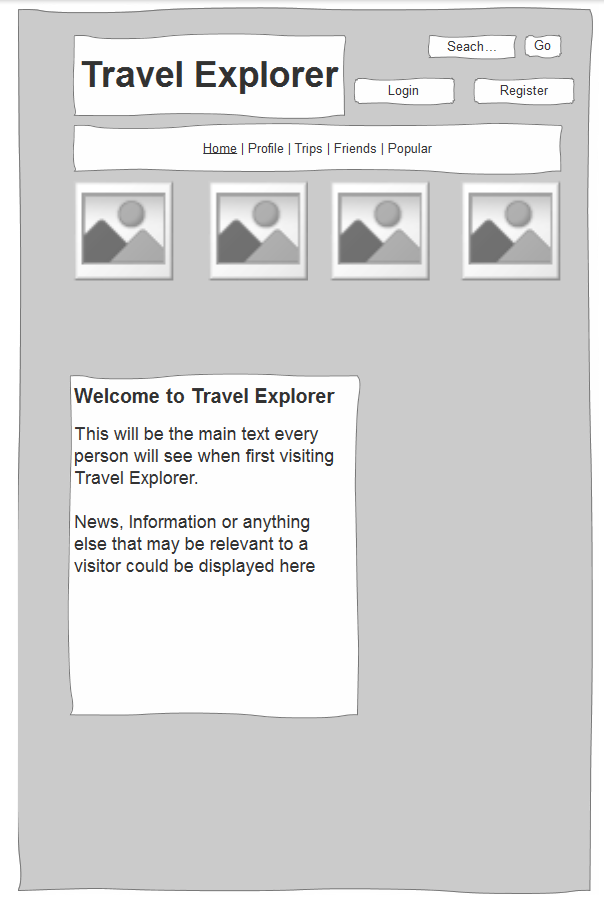 Travel Explorer
Seach...
Go
Login
Register
Home | Profile | Trips | Friends | Popular
Welcome to Travel Explorer
This will be the main text every
person will see when first visiting
Travel Explorer.
News, Information or anything
else that may be relevant to a
visitor could be displayed here